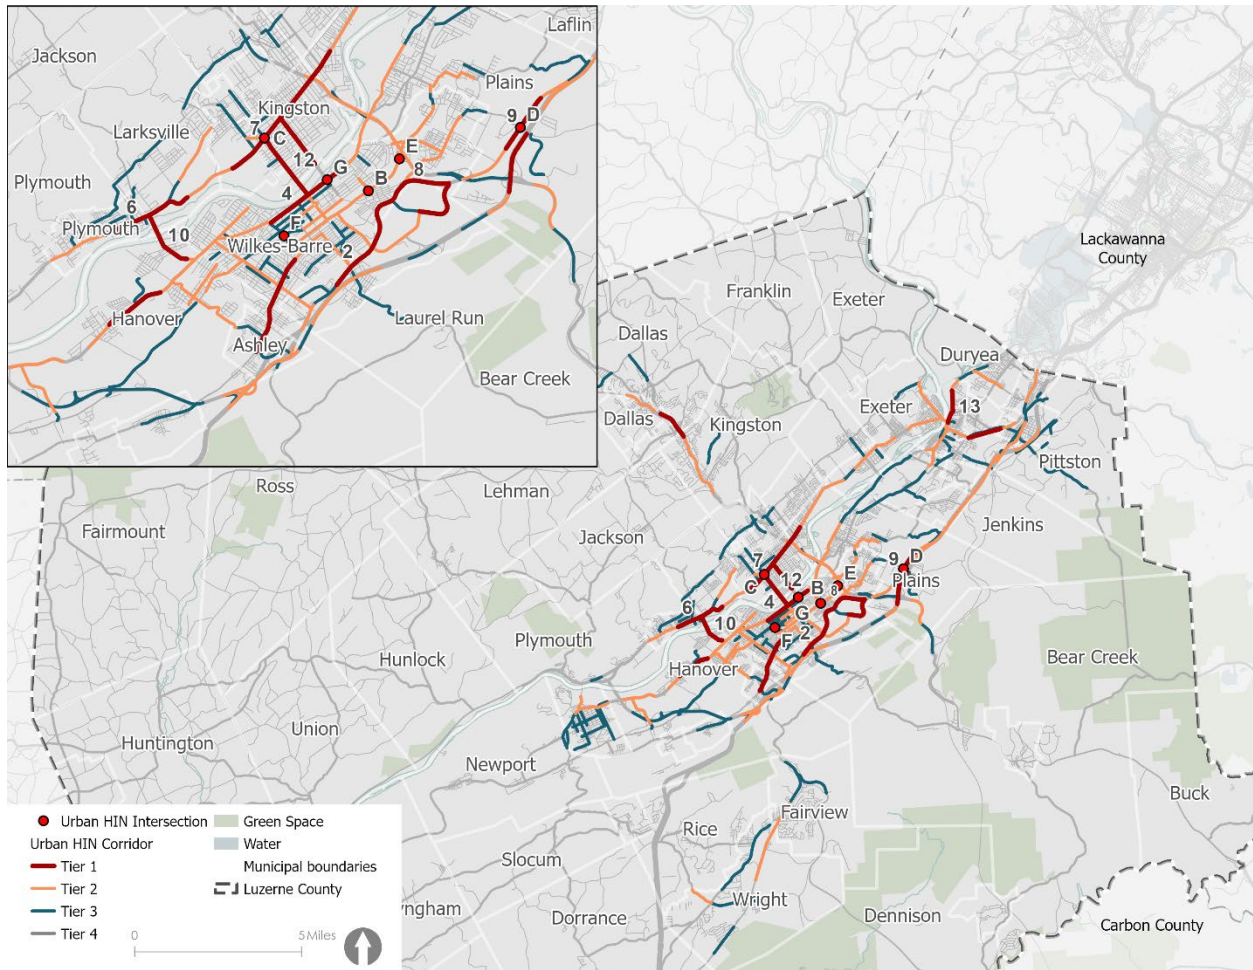 Laflin
Jackson
Plains
Kingston
9 D
7
C
Larksville
12
E
G
8
Plymouth
B
4
6
F
Plymouth
10
Wilkes-Barre
2
Hanover
Laurel Run
Ashley
Bear Creek
Lackawanna
County
Franklin
Exeter
Dallas
Duryea
Exeter
13
Dallas
Kingston
Pittston
Ross
Lehman
Fairmount
Jenkins
Jackson
7
9 D
C
12
E
Plains
B
8
6
4
G
10
2
F
Plymouth
Hanover
Bear Creek
Hunlock
Union
Huntington
Newport
Buck
Fairview
Rice
Slocum
Wright
yngham
Dorrance
Dennison
Carbon County
Urban HIN Intersection
Urban HIN Corridor
Tier 1
Tier 2
Tier 3
Tier 4
Green Space
Water
Municipal boundaries
Luzerne County
0 5 Miles